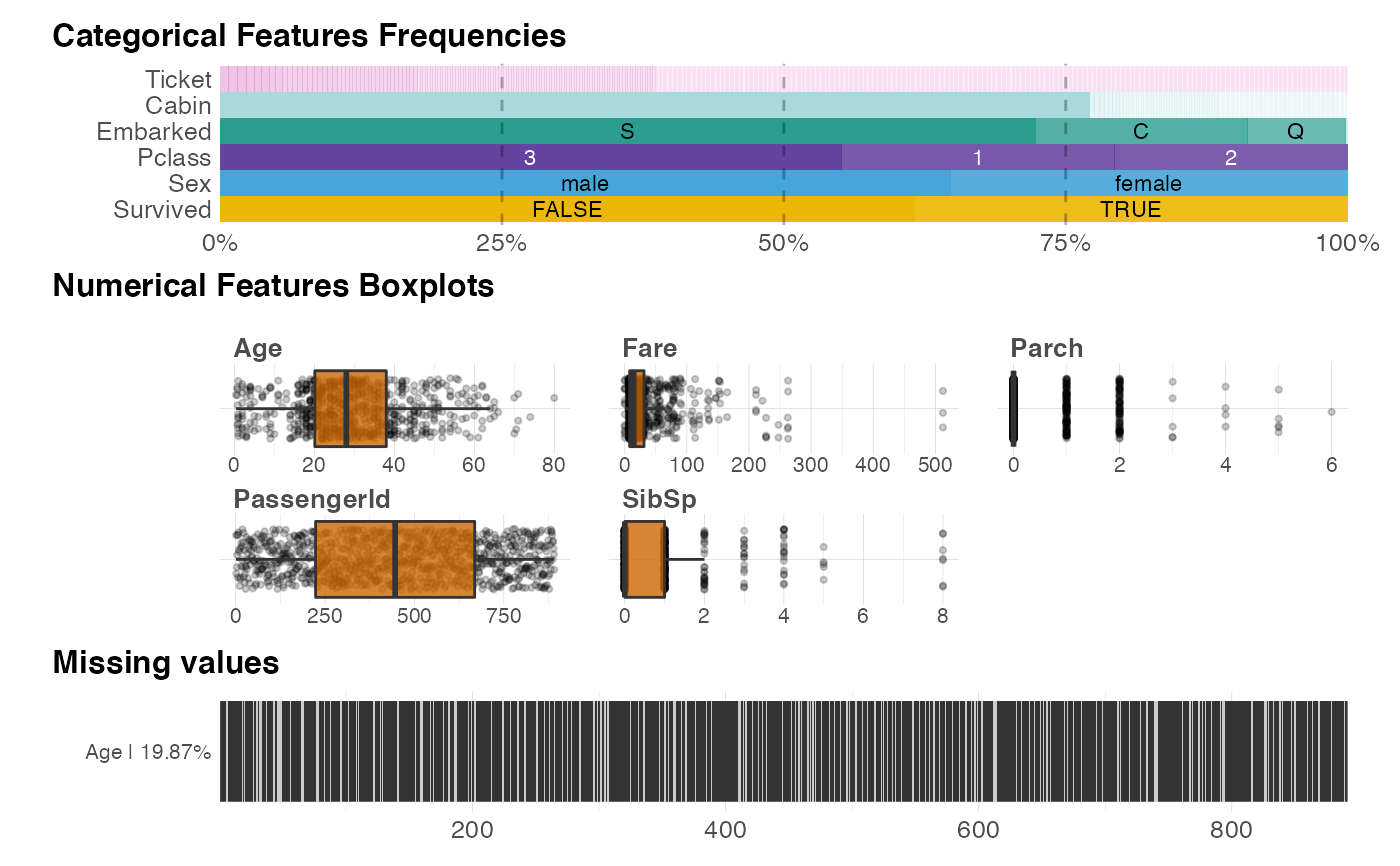 Categorical Features Frequencies
Ticket
Cabin
Embarked S C Q
Pclass 3 1 2
Sex male female
Survived FALSE TRUE
0% 25% 50% 75% 100%
Numerical Features Boxplots
Age Fare Parch
0 20 40 60 80 0 100 200 300 400 500 0 2 4 6
PassengerId SibSp
0 250 500 750 0 2 4 6 8
Missing values
Age | 19.87%
200 400 600 800